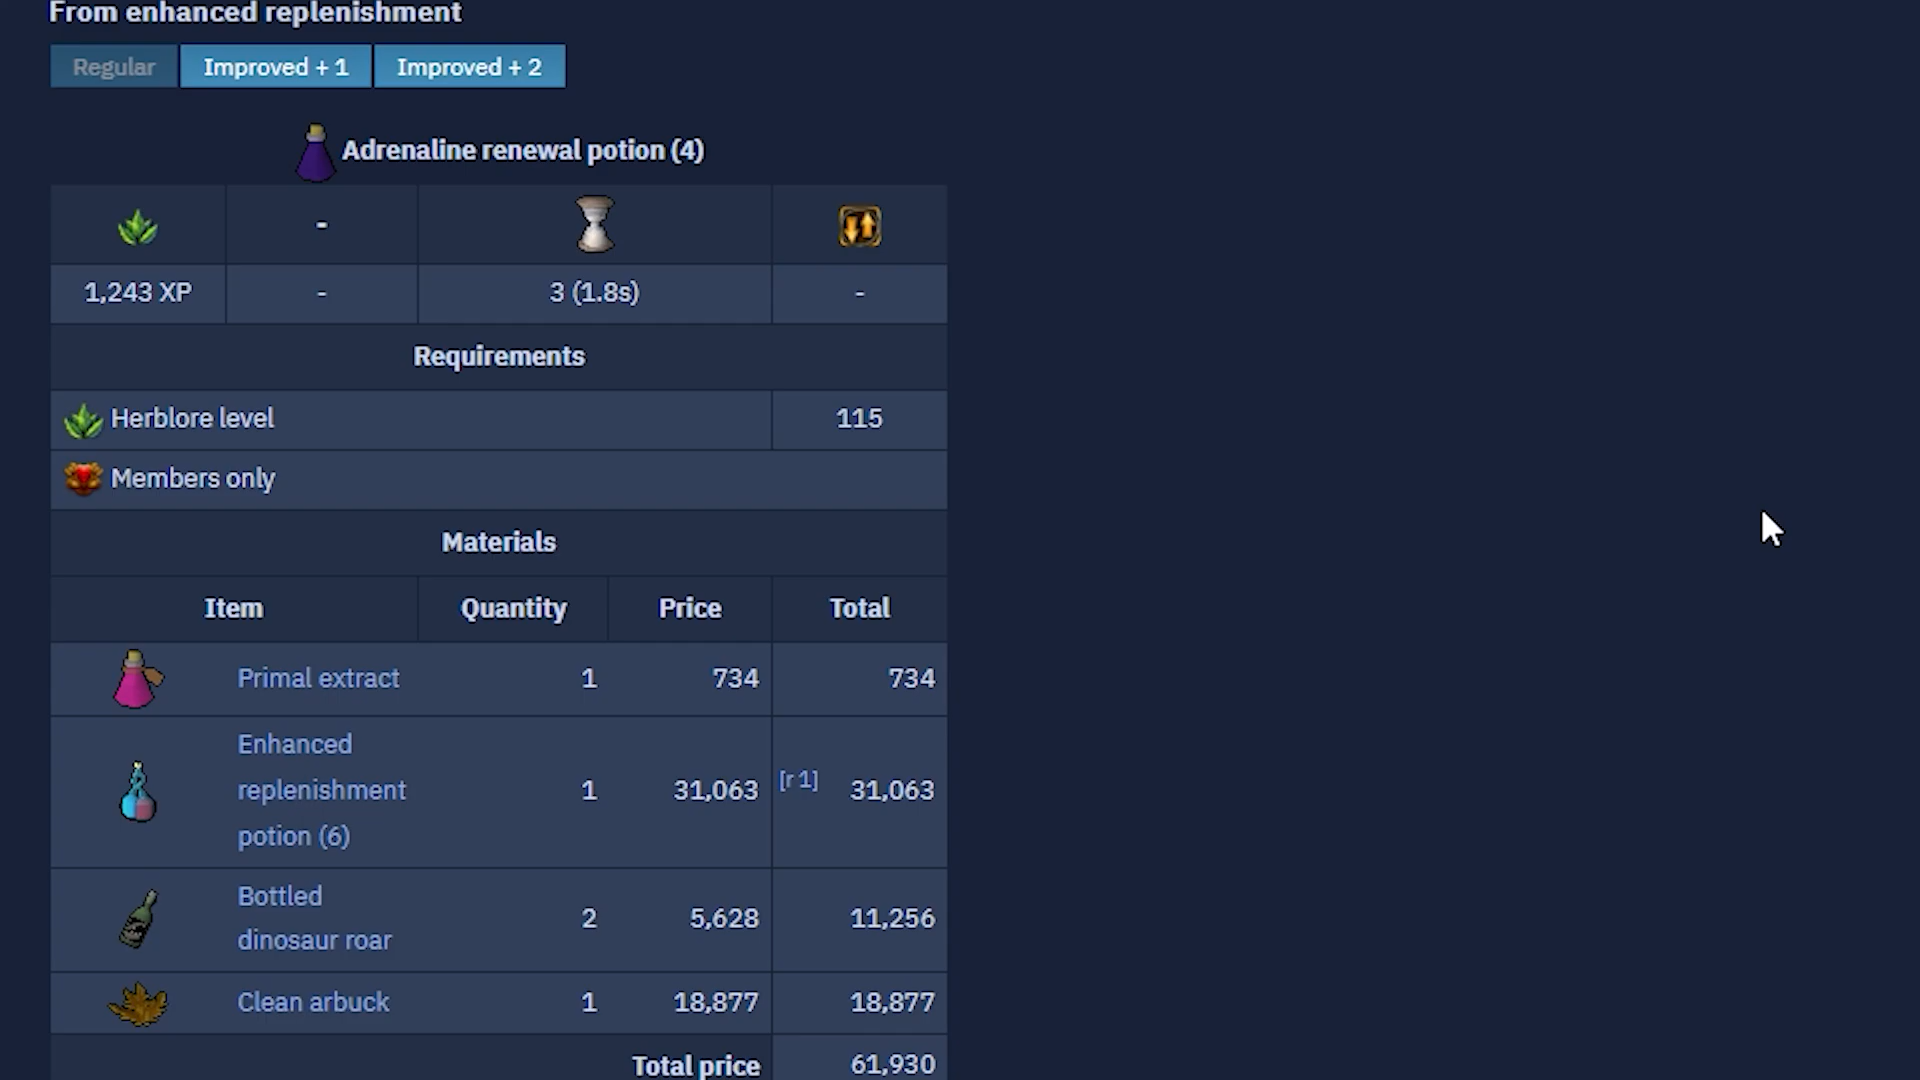 From enhanced replenishment
Regular Improved + 1 Improved + 2
Adrenaline renewal potion (4)
-
1,243 XP - 3 (1.8s) -
Requirements
Herblore level 115
Members only
Materials
Item Quantity Price Total
Primal extract 1 734 734
Enhanced
replenishment 1 31,063 [r 1] 31,063
potion (6)
Bottled
dinosaur roar 2 5,628 11,256
Clean arbuck 1 18,877 18,877
Total price 61,930